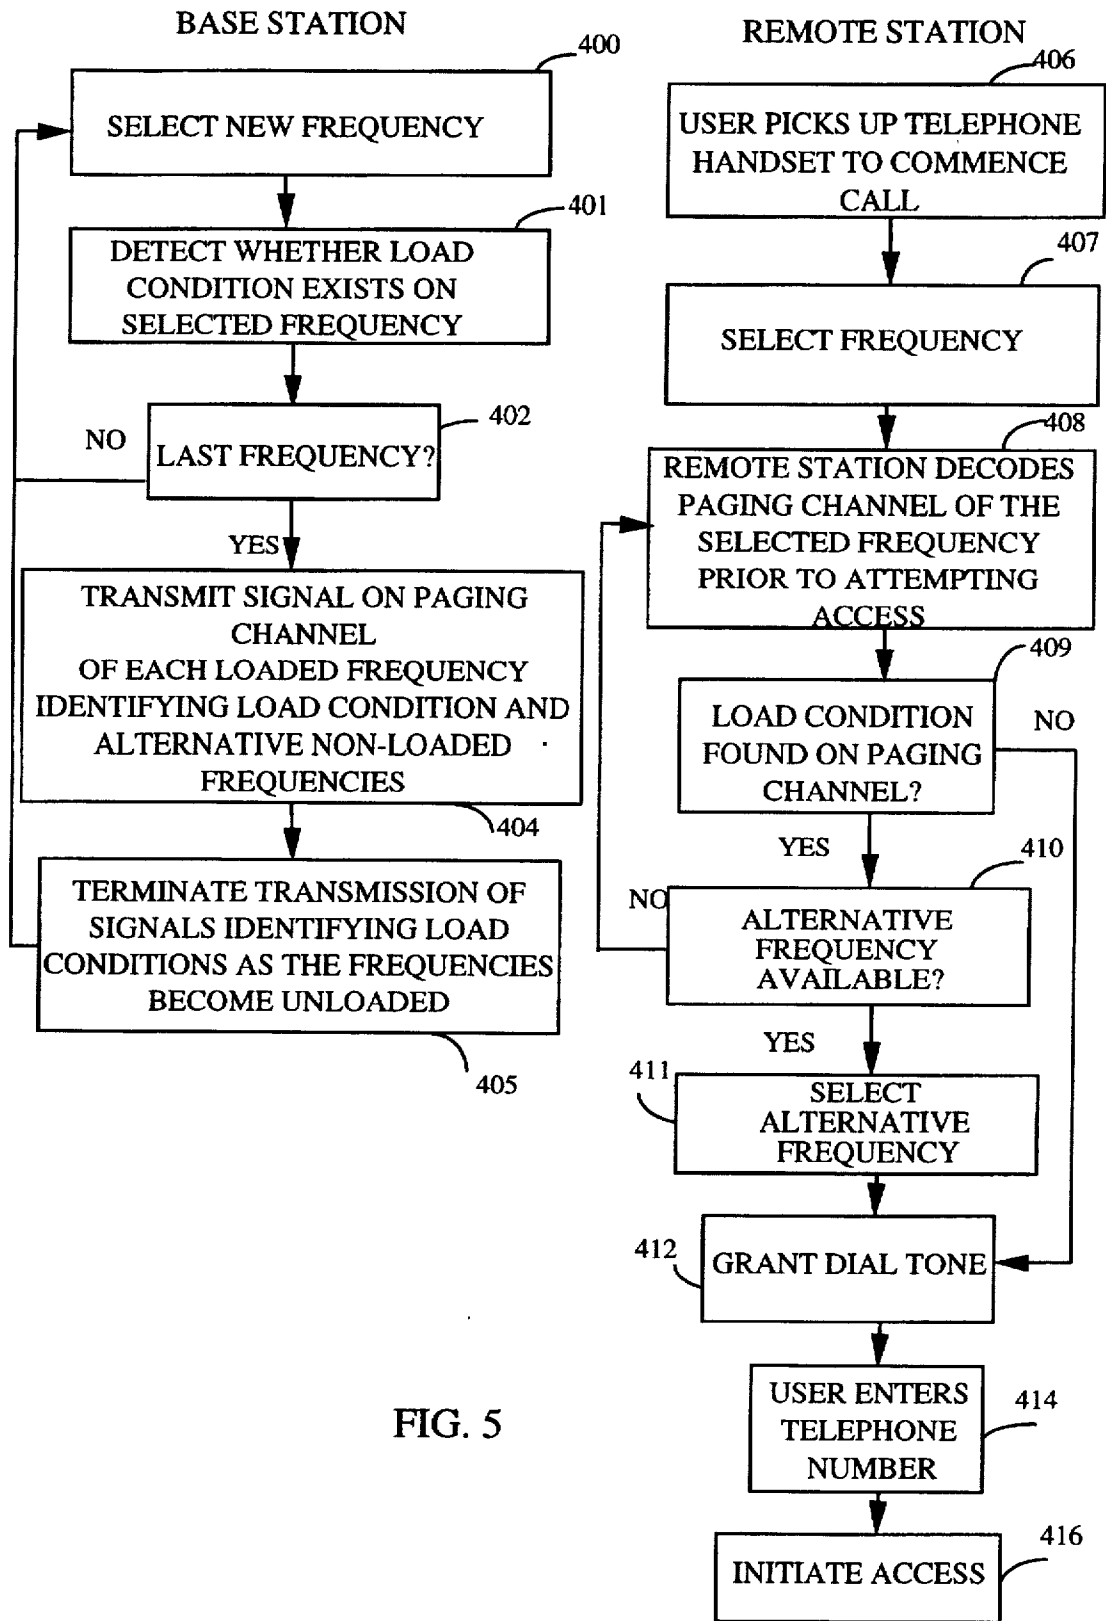 BASE STATION
400
SELECT NEW FREQUENCY
401
DETECT WHETHER LOAD
CONDITION EXISTS ON
SELECTED FREQUENCY
402
NO
LAST FREQUENCY?
YES
TRANSMIT SIGNAL ON PAGING
CHANNEL
OF EACH LOADED FREQUENCY
IDENTIFYING LOAD CONDITION AND
ALTERNATIVE NON-LOADED
FREQUENCIES
404
TERMINATE TRANSMISSION OF
SIGNALS IDENTIFYING LOAD
CONDITIONS AS THE FREQUENCIES
BECOME UNLOADED
405
REMOTE STATION
406
USER PICKS UP TELEPHONE
HANDSET TO COMMENCE
CALL
407
SELECT FREQUENCY
408
REMOTE STATION DECODES
PAGING CHANNEL OF THE
SELECTED FREQUENCY
PRIOR TO ATTEMPTING
ACCESS
409
LOAD CONDITION
FOUND ON PAGING
CHANNEL?
NO
YES
410
NO
ALTERNATIVE
FREQUENCY
AVAILABLE?
YES
411
SELECT
ALTERNATIVE
FREQUENCY
412
GRANT DIAL TONE
USER ENTERS
TELEPHONE
NUMBER
414
INITIATE ACCESS
416
FIG. 5